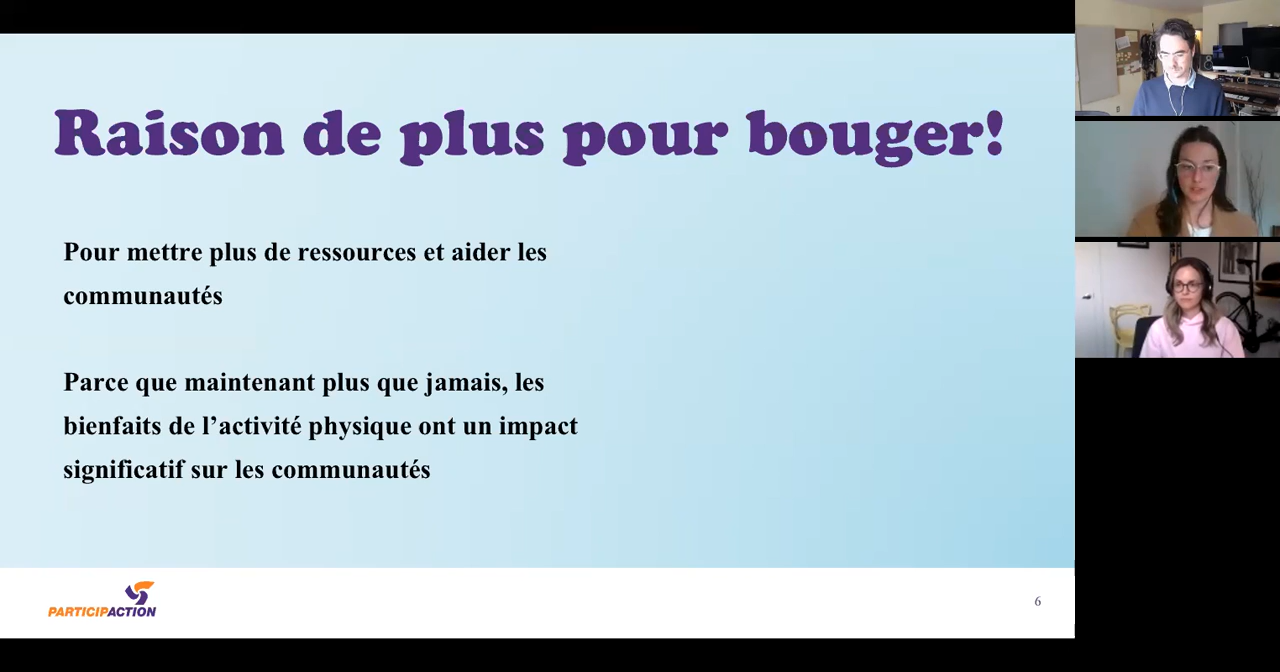 Raison de plus pour bouger!
Pour mettre plus de ressources et aider les
communautés
Parce que maintenant plus que jamais, les
bienfaits de l’activité physique ont un impact
significatif sur les communautés
PARTICIPACTION
6